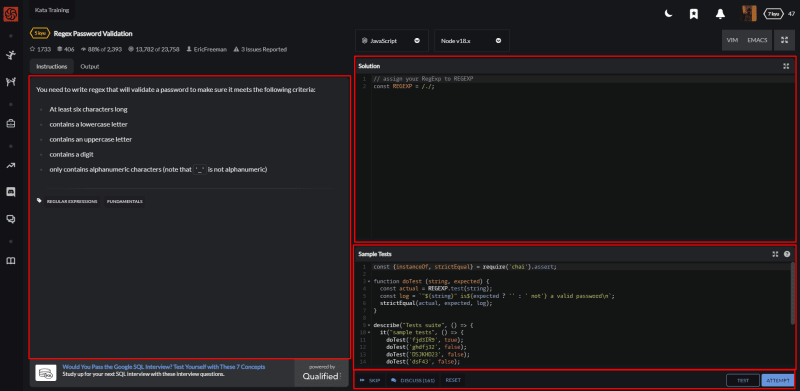 Kata Training
7 kyu
47
5 kyu
Regex Password Validation
1733
406
88% of 2,393
13,782 of 23,758
EricFreeman
3 Issues Reported
JavaScript
Node v18.x
VIM
EMACS
Instructions
Output
You need to write regex that will validate a password to make sure it meets the following criteria:
At least six characters long
contains a lowercase letter
contains an uppercase letter
contains a digit
only contains alphanumeric characters (note that '_' is not alphanumeric)
REGULAR EXPRESSIONS
FUNDAMENTALS
Would You Pass the Google SQL Interview? Test Yourself with These 7 Concepts
Study up for your next SQL interview with these interview questions.
powered by
Qualified
Solution
1 // assign your RegExp to REGEXP
2 const REGEXP = /./;
Sample Tests
1 const {instanceOf, strictEqual} = require('chai').assert;
2
3 function doTest (string, expected) {
4 const actual = REGEXP.test(string);
5 const log = `"${string}" is${expected ? '' : ' not'} a valid password\n`;
6 strictEqual(actual, expected, log);
7 }
8
9 describe("Tests suite", () => {
10 it("sample tests", () => {
11 doTest('fjd3IR9', true);
12 doTest('ghdfj32', false);
13 doTest('DSJKHD23', false);
14 doTest('dsF43', false);
SKIP
DISCUSS (161)
RESET
TEST
ATTEMPT